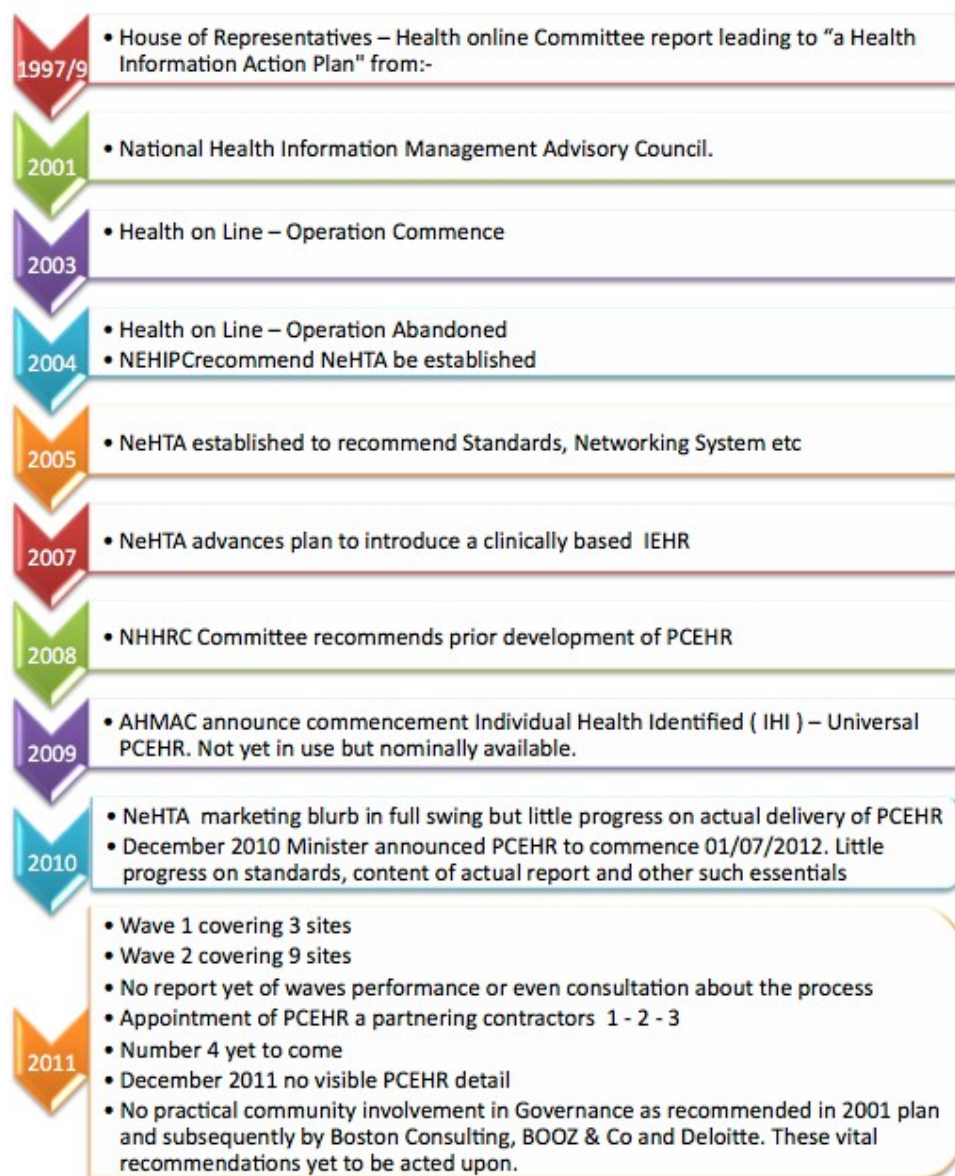 1997/9
• House of Representatives – Health online Committee report leading to “a Health
Information Action Plan" from:-
2001
• National Health Information Management Advisory Council.
2003
• Health on Line – Operation Commence
2004
• Health on Line – Operation Abandoned
• NEHIPCrecommend NeHTA be established
2005
• NeHTA established to recommend Standards, Networking System etc
2007
• NeHTA advances plan to introduce a clinically based IEHR
2008
• NHHRC Committee recommends prior development of PCEHR
2009
• AHMAC announce commencement Individual Health Identified ( IHI ) – Universal
PCEHR. Not yet in use but nominally available.
2010
• NeHTA marketing blurb in full swing but little progress on actual delivery of PCEHR
• December 2010 Minister announced PCEHR to commence 01/07/2012. Little
progress on standards, content of actual report and other such essentials
2011
• Wave 1 covering 3 sites
• Wave 2 covering 9 sites
• No report yet of waves performance or even consultation about the process
• Appointment of PCEHR a partnering contractors 1 - 2 - 3
• Number 4 yet to come
• December 2011 no visible PCEHR detail
• No practical community involvement in Governance as recommended in 2001 plan
and subsequently by Boston Consulting, BOOZ & Co and Deloitte. These vital
recommendations yet to be acted upon.